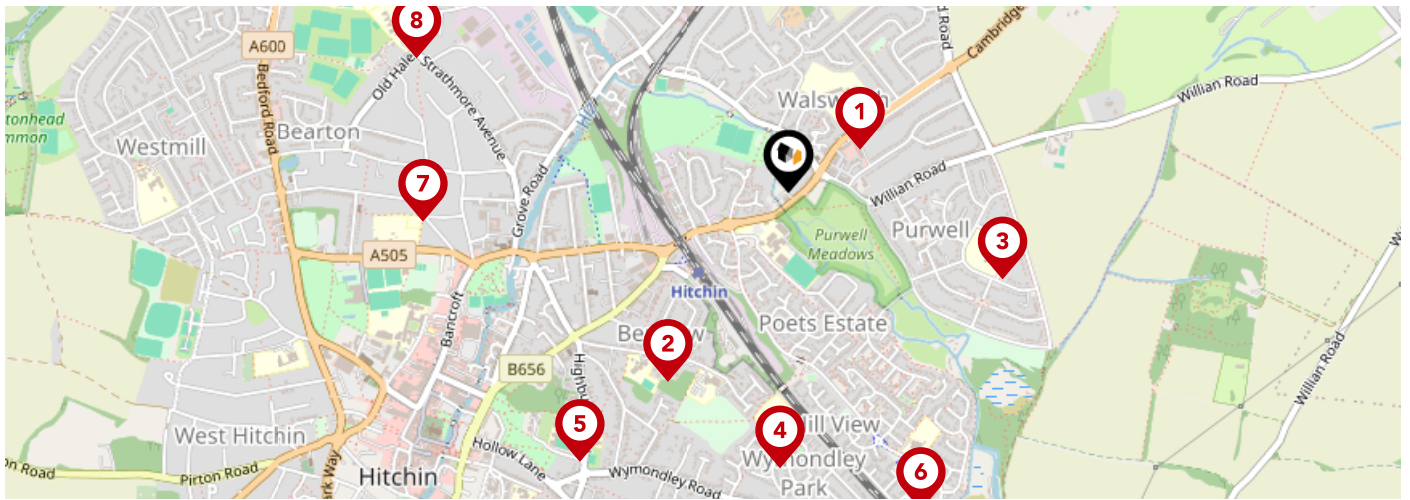 8
A600
Bedford Road
Old Hale
Strathmore Avenue
Cambridge
Willian Road
Walsworth
1
Bearton
Westmill
7
Grove Road
Willian Road
Purwell
3
Purwell
Meadows
A505
Hitchin
Bancroft
Poets Estate
2
B656
5
4
Hill View
West Hitchin
Hollow Lane
Wymondley Road
Wymondley
Park
6
Pirton Road
Hitchin
Willian Road